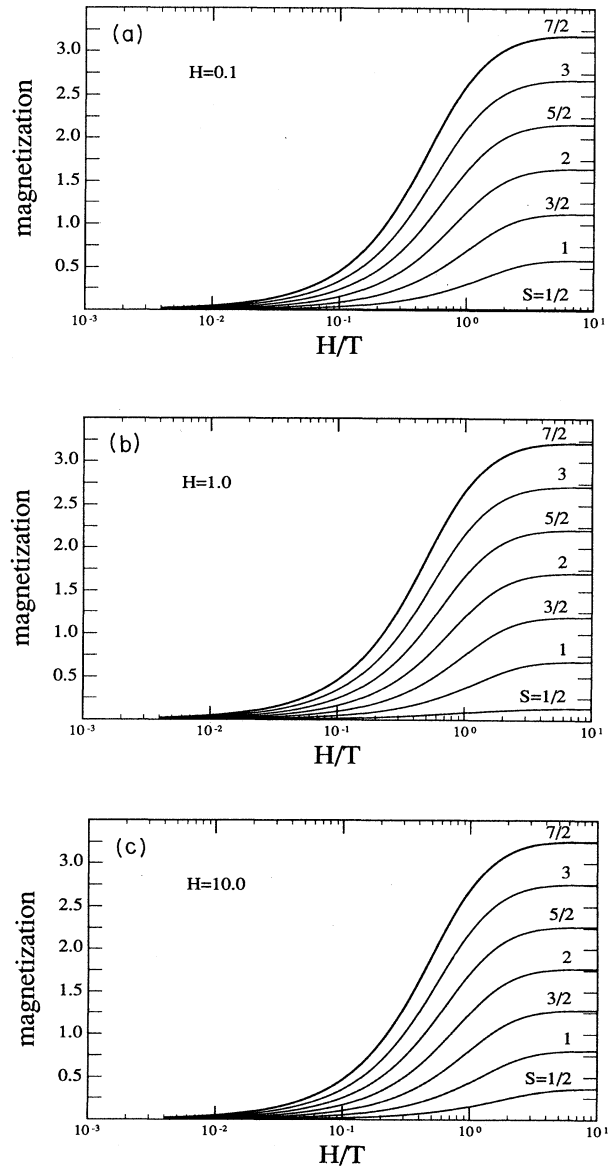 (a)
H=0.1
magnetization
3.0
2.5
2.0
1.5
1.0
0.5
7/2
3
5/2
2
3/2
1
S=1/2
10⁻³ 10⁻² 10⁻¹ 10⁰ 10¹
H/T
(b)
H=1.0
magnetization
3.0
2.5
2.0
1.5
1.0
0.5
7/2
3
5/2
2
3/2
1
S=1/2
10⁻³ 10⁻² 10⁻¹ 10⁰ 10¹
H/T
(c)
H=10.0
magnetization
3.0
2.5
2.0
1.5
1.0
0.5
7/2
3
5/2
2
3/2
1
S=1/2
10⁻³ 10⁻² 10⁻¹ 10⁰ 10¹
H/T